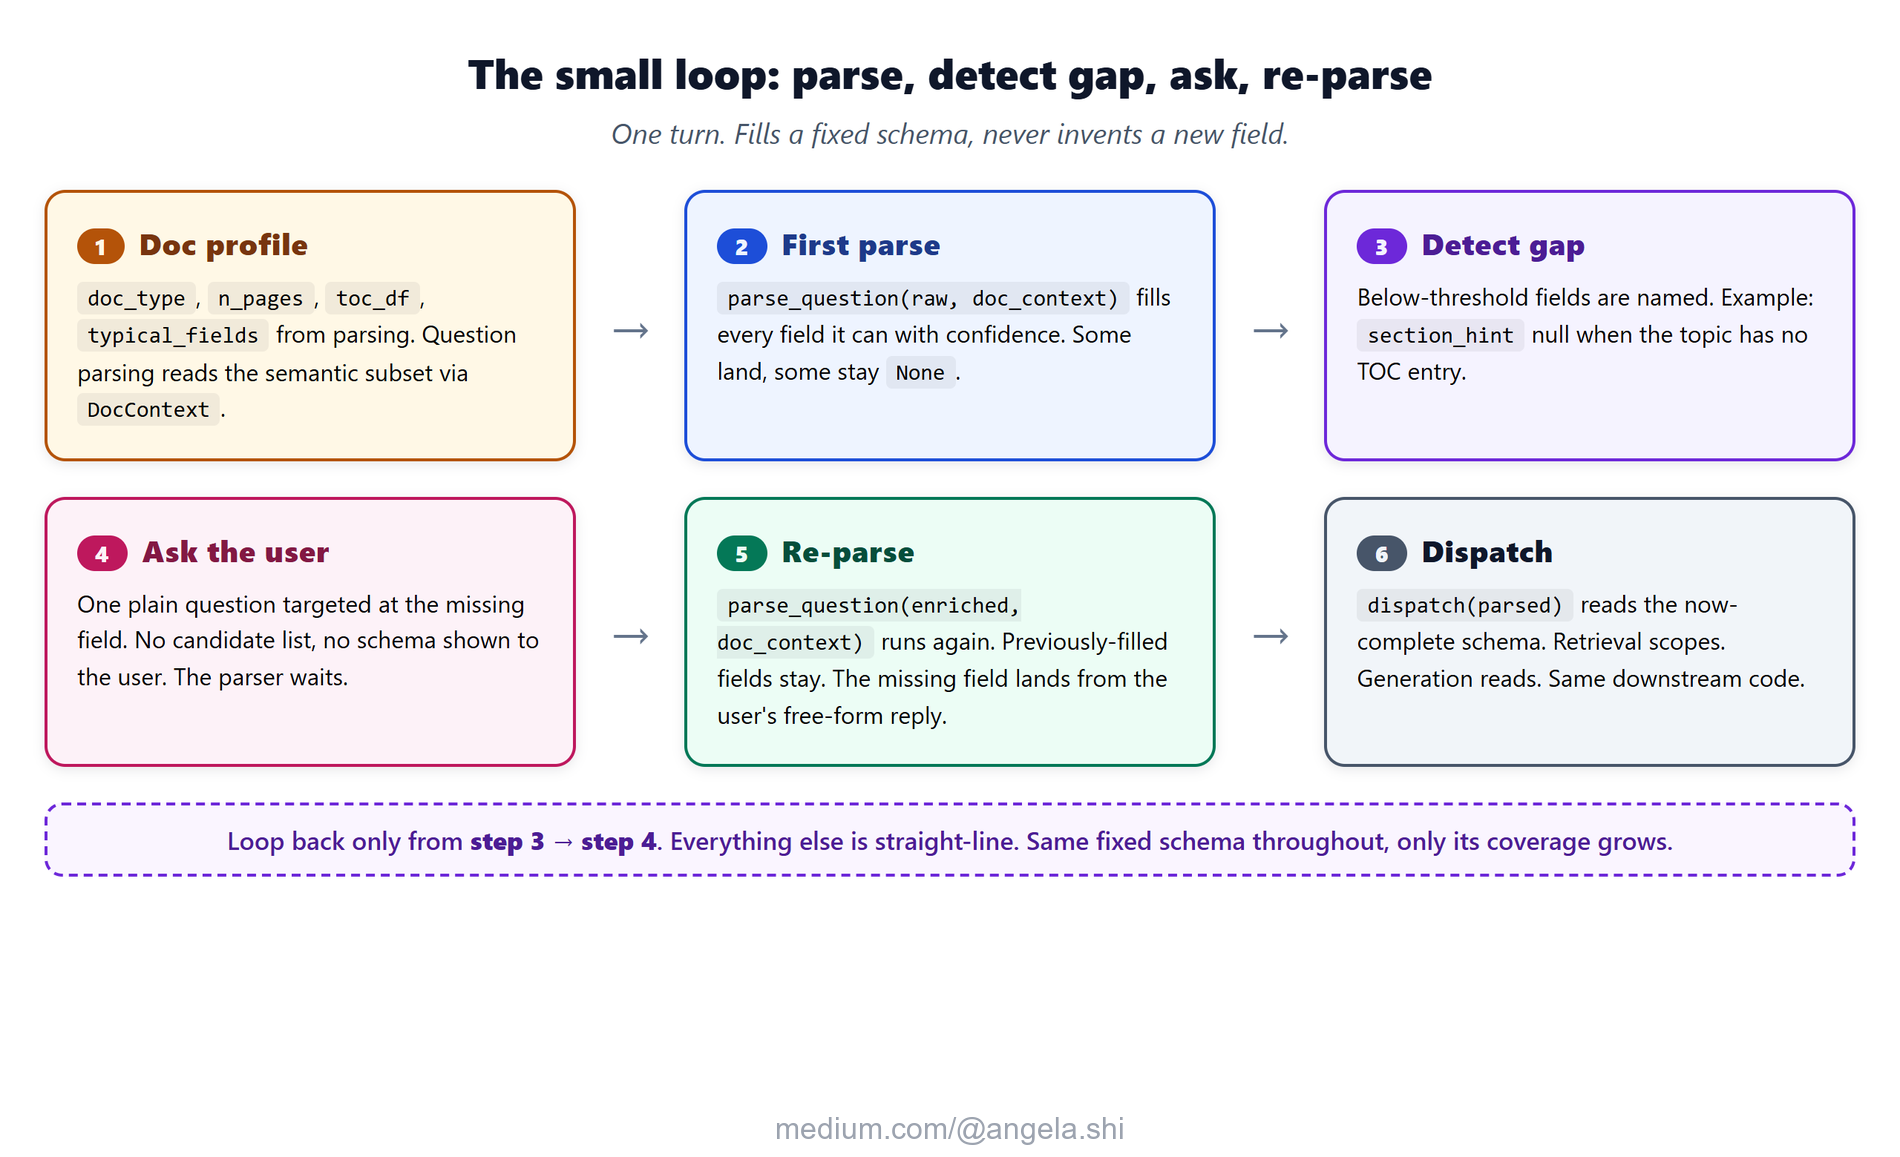 The small loop: parse, detect gap, ask, re-parse
One turn. Fills a fixed schema, never invents a new field.
1 Doc profile
doc_type, n_pages, toc_df,
typical_fields from parsing. Question
parsing reads the semantic subset via
DocContext.
→
2 First parse
parse_question(raw, doc_context) fills
every field it can with confidence. Some
land, some stay None.
→
3 Detect gap
Below-threshold fields are named. Example:
section_hint null when the topic has no
TOC entry.
4 Ask the user
One plain question targeted at the missing
field. No candidate list, no schema shown to
the user. The parser waits.
→
5 Re-parse
parse_question(enriched,
doc_context) runs again. Previously-filled
fields stay. The missing field lands from the
user's free-form reply.
→
6 Dispatch
dispatch(parsed) reads the now-
complete schema. Retrieval scopes.
Generation reads. Same downstream code.
Loop back only from step 3 → step 4. Everything else is straight-line. Same fixed schema throughout, only its coverage grows.
medium.com/@angela.shi